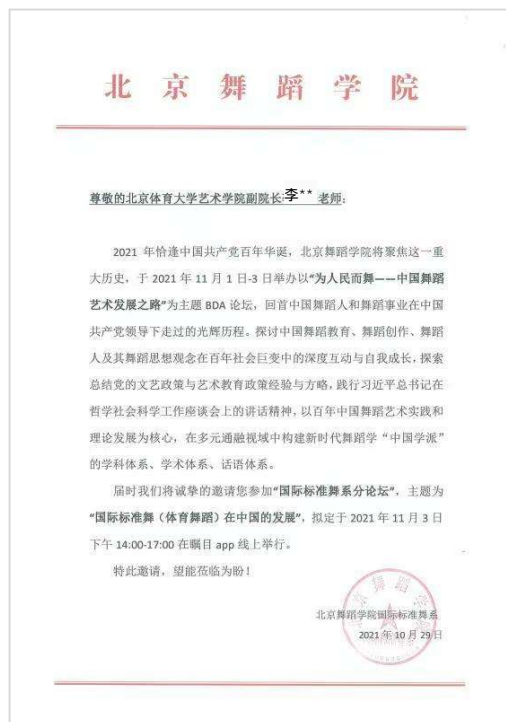 北京舞蹈学院
尊敬的北京体育大学艺术学院副院长李** 老师:
2021 年恰逢中国共产党百年华诞，北京舞蹈学院将聚焦这一重
大历史，于 2021 年 11 月 1 日-3 日举办以“为人民而舞——中国舞蹈
艺术发展之路”为主题 BDA 论坛，回首中国舞蹈人和舞蹈事业在中国
共产党领导下走过的光辉历程。探讨中国舞蹈教育、舞蹈创作、舞蹈
人及其舞蹈思想观念在百年社会巨变中的深度互动与自我成长，探索
总结党的文艺政策与艺术教育政策经验与方略，践行习近平总书记在
哲学社会科学工作座谈会上的讲话精神，以百年中国舞蹈艺术实践和
理论发展为核心，在多元通融视域中构建新时代舞蹈学“中国学派”
的学科体系、学术体系、话语体系。
届时我们将诚挚的邀请您参加“国际标准舞系分论坛”，主题为
“国际标准舞（体育舞蹈）在中国的发展”，拟定于 2021 年 11 月 3 日
下午 14:00-17:00 在瞩目 app 线上举行。
特此邀请，望能莅临为盼！
北京舞蹈学院国际标准舞系
2021 年 10 月 29 日